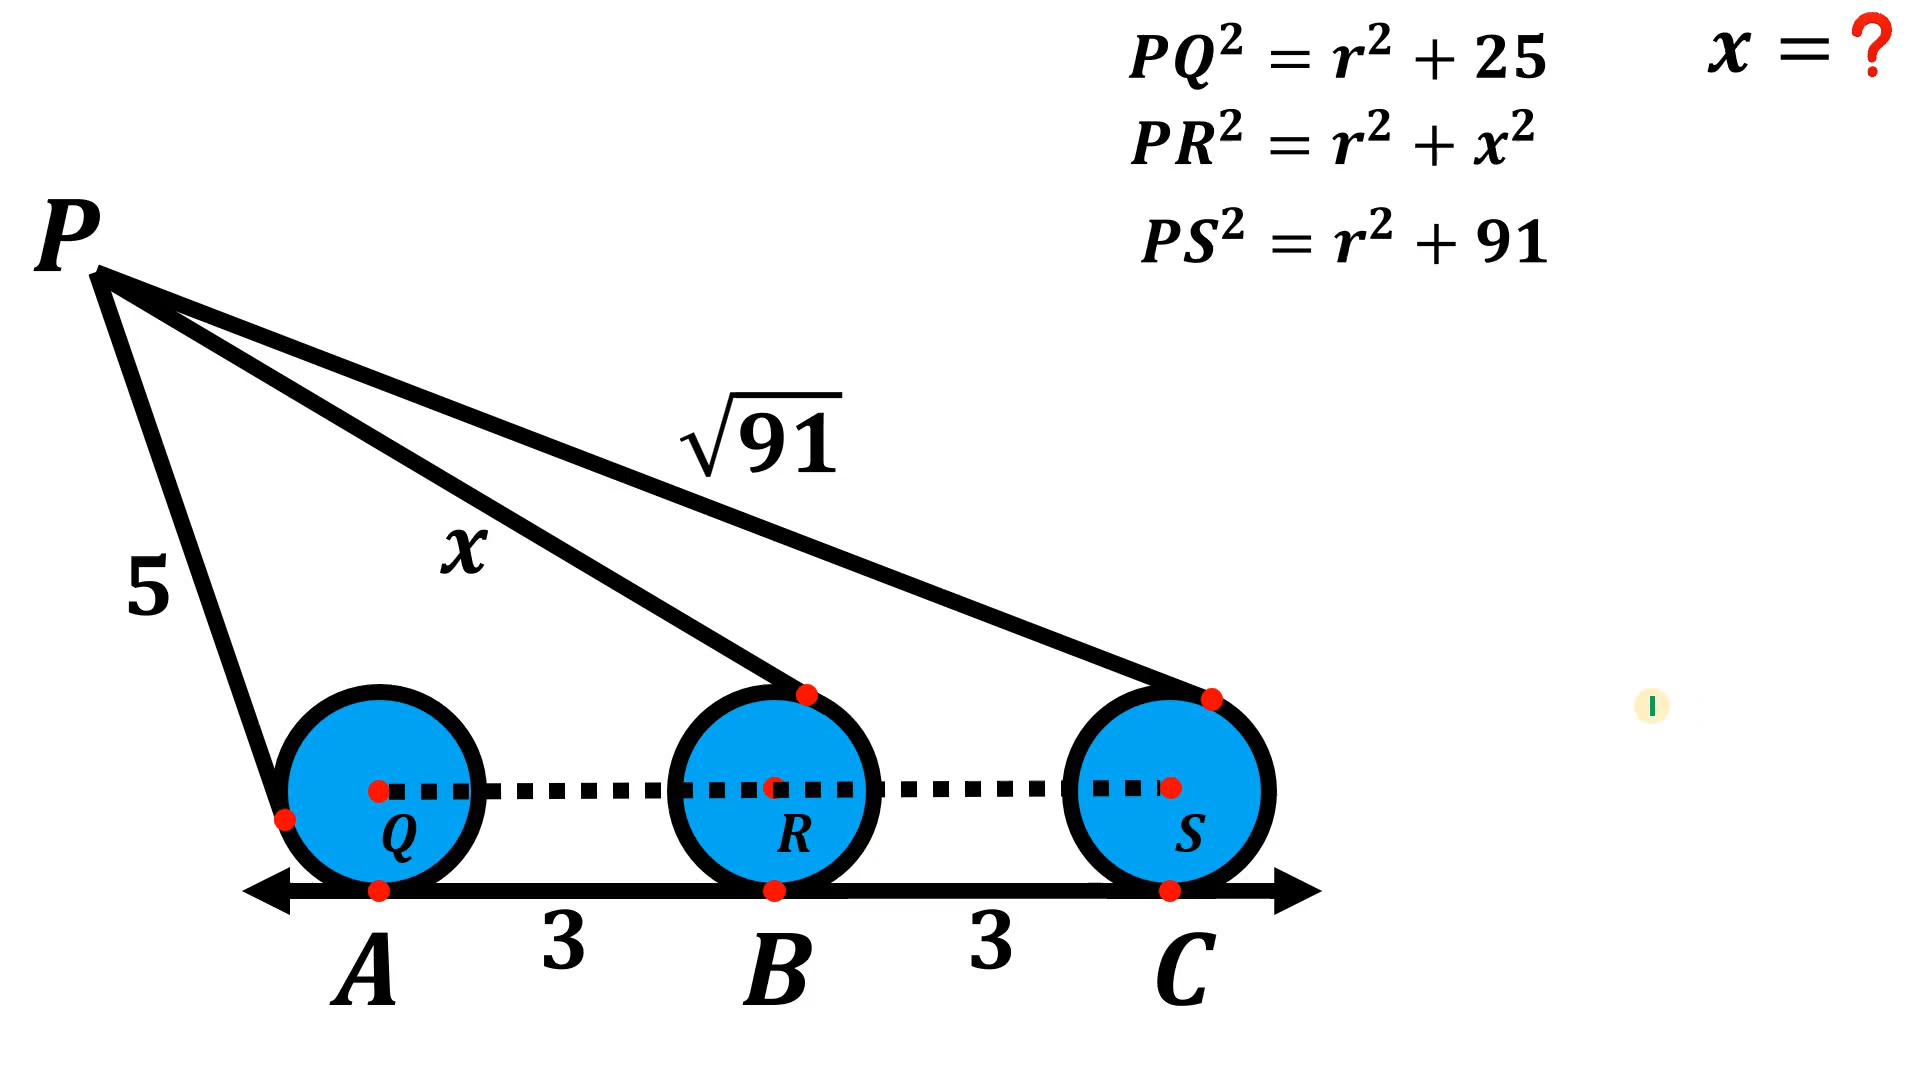 PQ² = r² + 25
x = ?
PR² = r² + x²
PS² = r² + 91
P
√91
x
5
Q
R
S
3
3
A
B
C